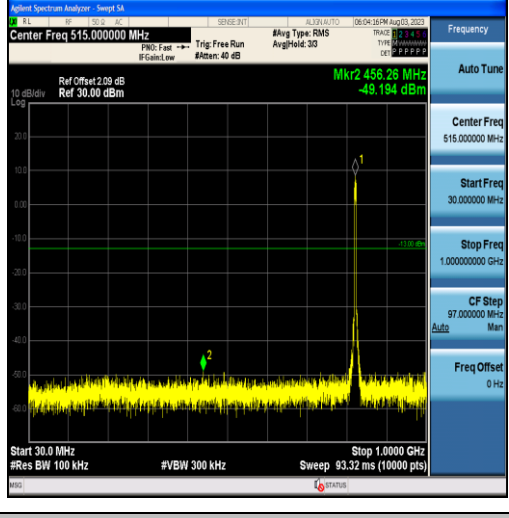 Agilent Spectrum Analyzer - Swept SA
RL RF 50 Ω AC SENSE:INT ALIGN AUTO 06:04:16 PM Aug 03, 2023
Center Freq 515.000000 MHz
#Avg Type: RMS
TRACE 1 2 3 4 5 6
PNO: Fast
Trig: Free Run
Avg|Hold: 3/3
TYPE M
IFGain:Low
#Atten: 40 dB
DET P P P P P P
Ref Offset 2.09 dB
Mkr2 456.26 MHz
10 dB/div Ref 30.00 dBm
-49.194 dBm
Log
20.0
10.0
0.00
-10.0
-20.0
-30.0
-40.0
-50.0
-60.0
1
-13.00 dBm
2
Start 30.0 MHz
Stop 1.0000 GHz
#Res BW 100 kHz
#VBW 300 kHz
Sweep 93.32 ms (10000 pts)
MSG
STATUS
Frequency
Auto Tune
Center Freq
515.000000 MHz
Start Freq
30.000000 MHz
Stop Freq
1.000000000 GHz
CF Step
97.000000 MHz
Auto Man
Freq Offset
0 Hz